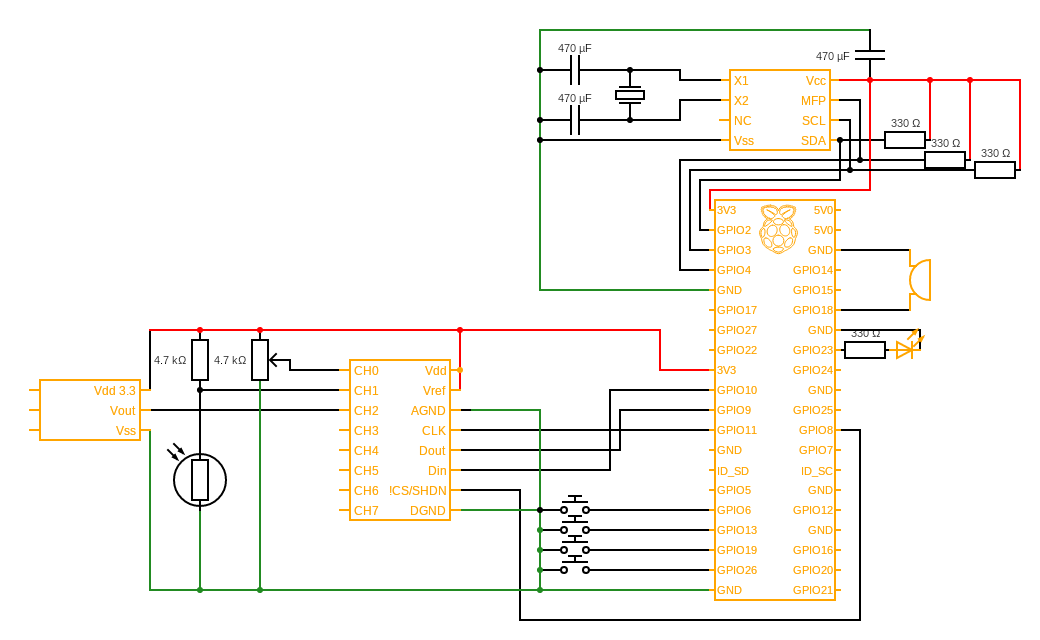 470 µF
470 µF
470 µF
X1
X2
NC
Vss
Vcc
MFP
SCL
SDA
330 Ω
330 Ω
330 Ω
3V3
GPIO2
GPIO3
GPIO4
GND
GPIO17
GPIO27
GPIO22
3V3
GPIO10
GPIO9
GPIO11
GND
ID_SD
GPIO5
GPIO6
GPIO13
GPIO19
GPIO26
GND
5V0
5V0
GND
GPIO14
GPIO15
GPIO18
GND
GPIO23
GPIO24
GND
GPIO25
GPIO8
GPIO7
ID_SC
GND
GPIO12
GND
GPIO16
GPIO20
GPIO21
330 Ω
4.7 kΩ
4.7 kΩ
Vdd 3.3
Vout
Vss
CH0
CH1
CH2
CH3
CH4
CH5
CH6
CH7
Vdd
Vref
AGND
CLK
Dout
Din
!CS/SHDN
DGND